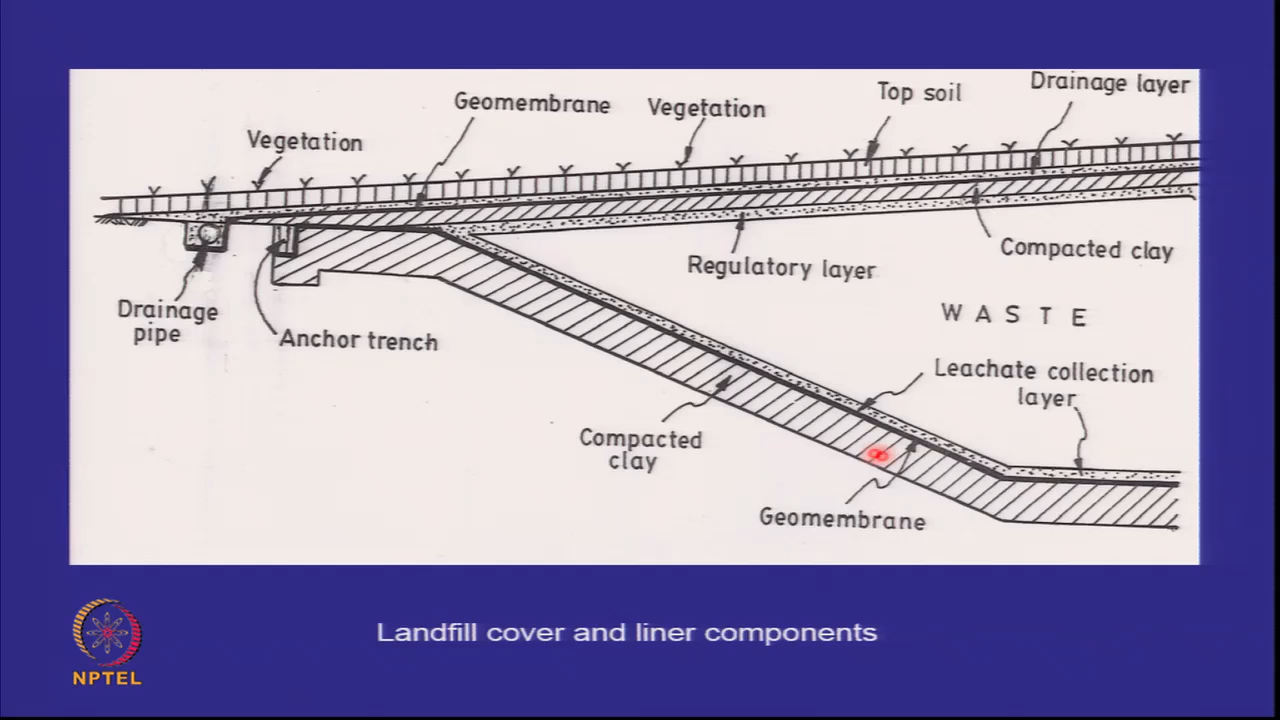 Geomembrane
Vegetation
Top soil
Drainage layer
Vegetation
Compacted clay
Regulatory layer
Drainage
pipe
Anchor trench
WASTE
Leachate collection
layer
Compacted
clay
Geomembrane
Landfill cover and liner components
NPTEL